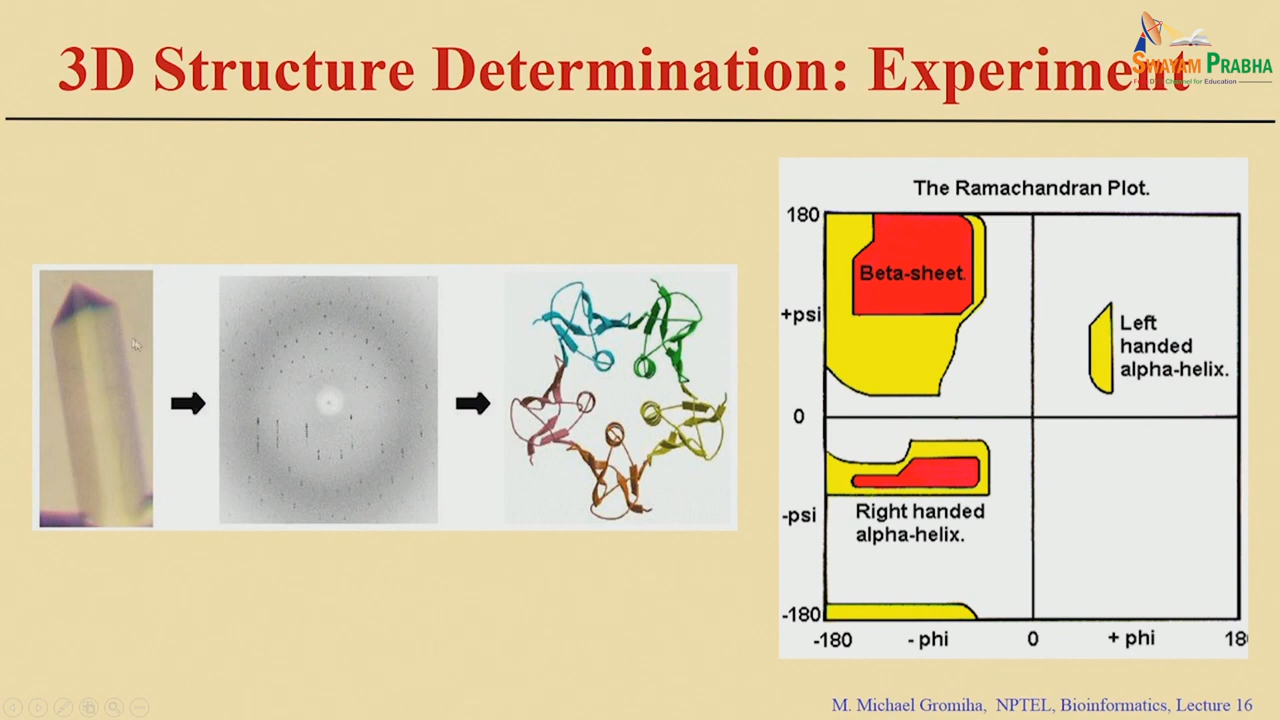 3D Structure Determination: Experiment
SWAYAM PRABHA
The Ramachandran Plot.
180
Beta-sheet.
+psi
Left
handed
alpha-helix.
0
-psi
Right handed
alpha-helix.
-180
-180 - phi 0 + phi 18
M. Michael Gromiha, NPTEL, Bioinformatics, Lecture 16